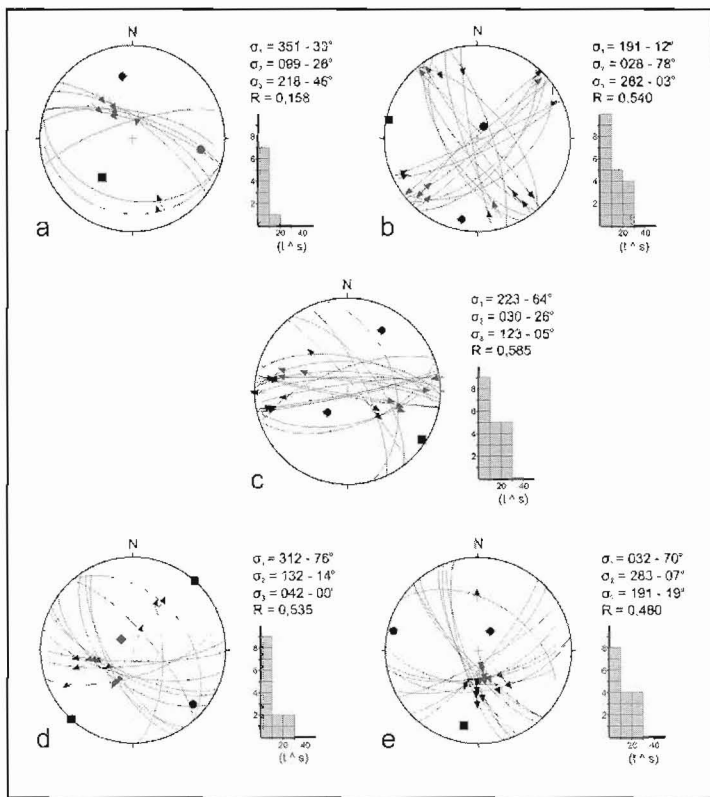 N
σ₁ = 351 - 33°
σ₂ = 099 - 26°
σ₃ = 218 - 46°
R = 0,158
8
6
4
2
20 40
(t ^ s)
a
N
σ₁ = 191 - 12°
σ₂ = 028 - 78°
σ₃ = 282 - 03°
R = 0.540
8
6
4
2
20 40
(t ^ s)
b
N
σ₁ = 223 - 64°
σ₂ = 030 - 26°
σ₃ = 123 - 05°
R = 0,585
8
6
4
2
20 40
(t ^ s)
c
N
σ₁ = 312 - 76°
σ₂ = 132 - 14°
σ₃ = 042 - 00°
R = 0,535
8
6
4
2
20 40
(t ^ s)
d
N
σ₁ = 032 - 70°
σ₂ = 283 - 07°
σ₃ = 191 - 19°
R = 0,480
8
6
4
2
20 40
(t ^ s)
e